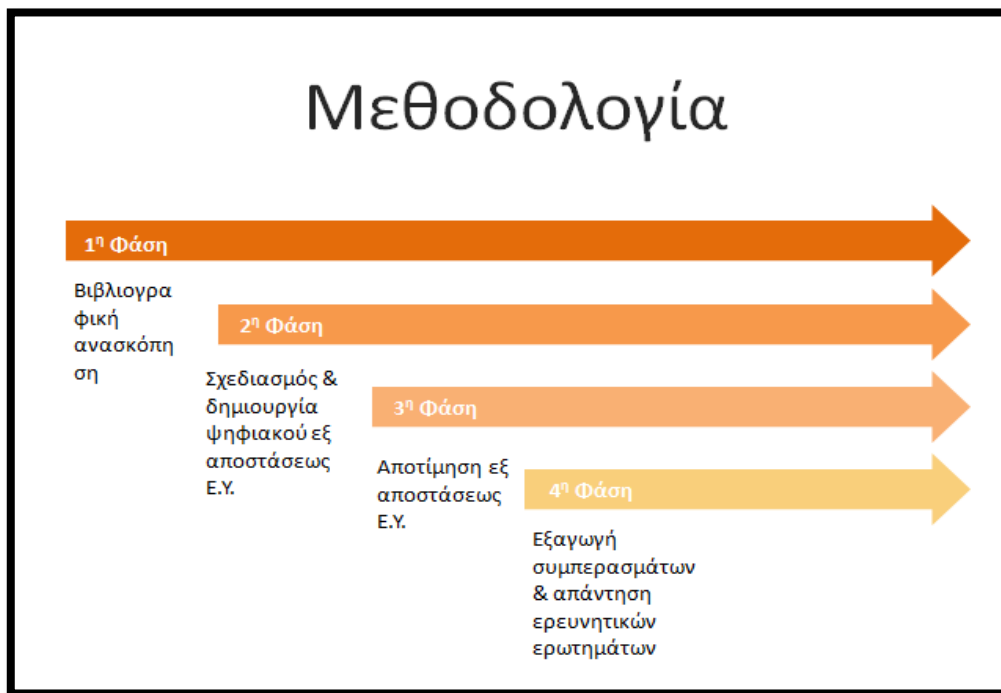 Μεθοδολογία
1η Φάση
Βιβλιογρα
φική
ανασκόπη
ση
2η Φάση
Σχεδιασμός &
δημιουργία
ψηφιακού εξ
αποστάσεως
Ε.Υ.
3η Φάση
Αποτίμηση εξ
αποστάσεως
Ε.Υ.
4η Φάση
Εξαγωγή
συμπερασμάτων
& απάντηση
ερευνητικών
ερωτημάτων